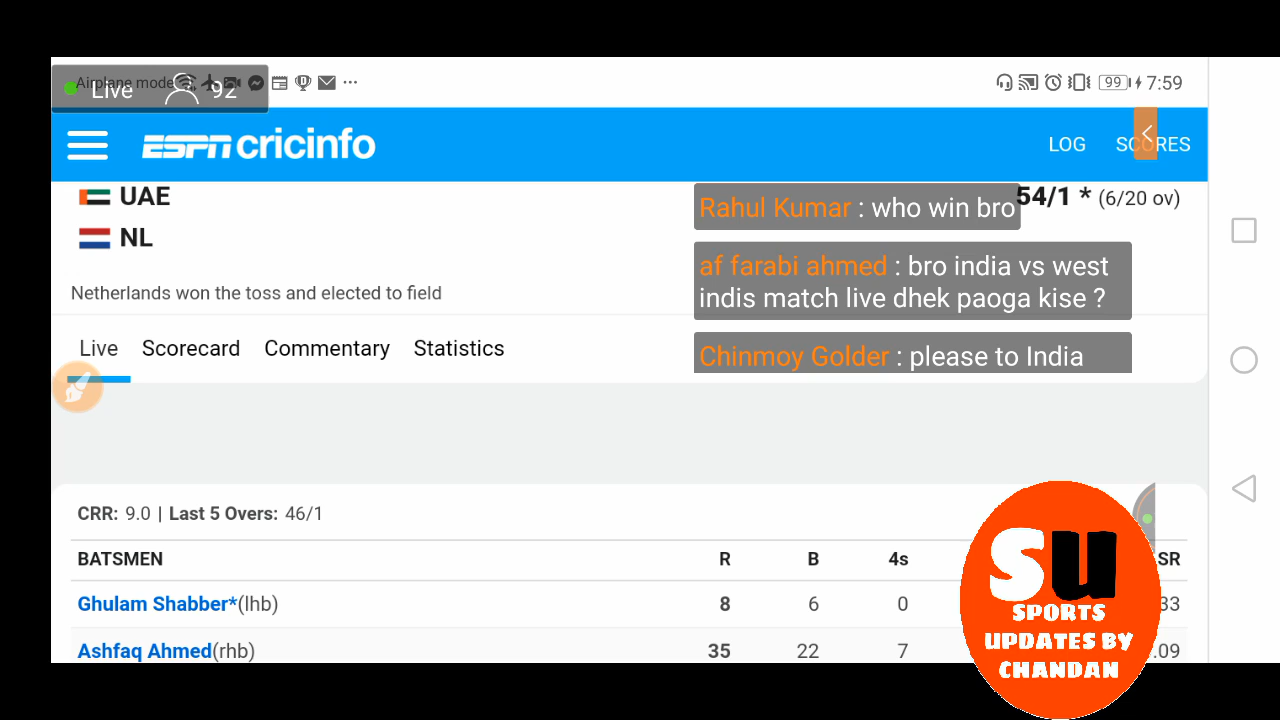 Airplane mode ...
Live 92
99 7:59
ESPN cricinfo
LOG SCORES
UAE
54/1 * (6/20 ov)
NL
Netherlands won the toss and elected to field
Rahul Kumar : who win bro
af farabi ahmed : bro india vs west
indis match live dhek paoga kise ?
Chinmoy Golder : please to India
Live Scorecard Commentary Statistics
CRR: 9.0 | Last 5 Overs: 46/1
BATSMEN R B 4s SR
Ghulam Shabber*(lhb) 8 6 0 33
Ashfaq Ahmed(rhb) 35 22 7 .09
SU
SPORTS
UPDATES BY
CHANDAN